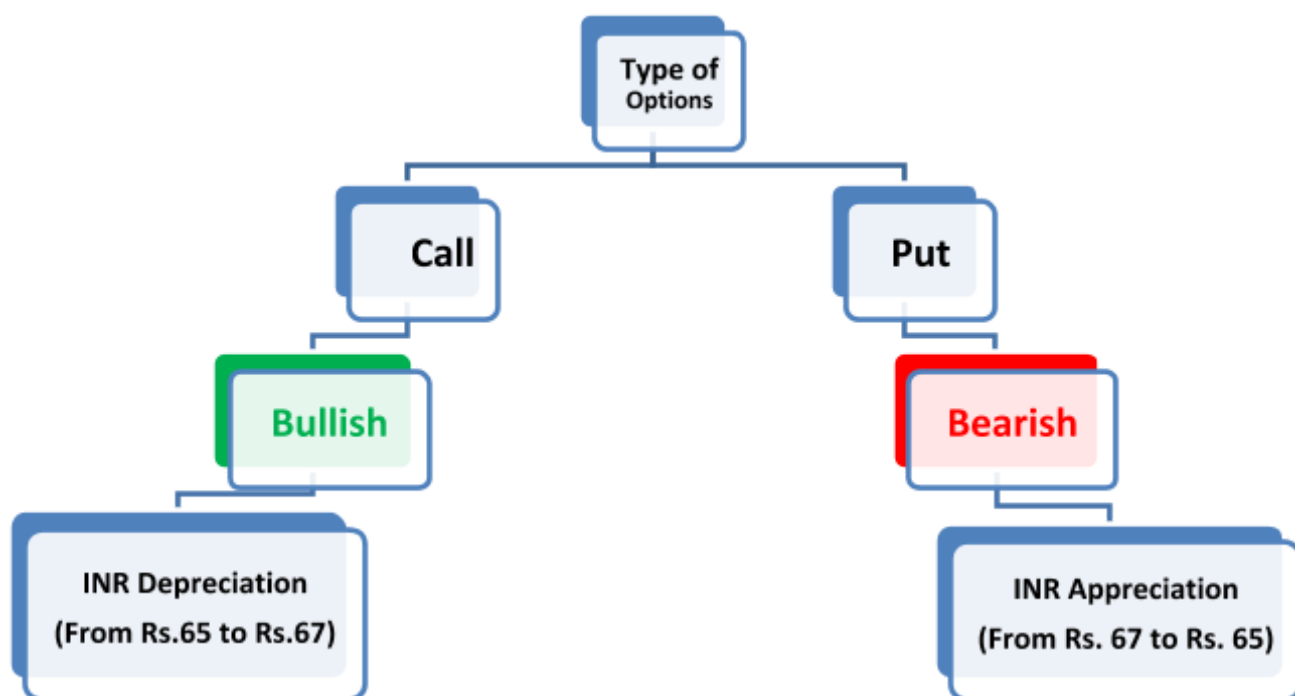 Type of
Options
Call
Put
Bullish
Bearish
INR Depreciation
(From Rs.65 to Rs.67)
INR Appreciation
(From Rs. 67 to Rs. 65)